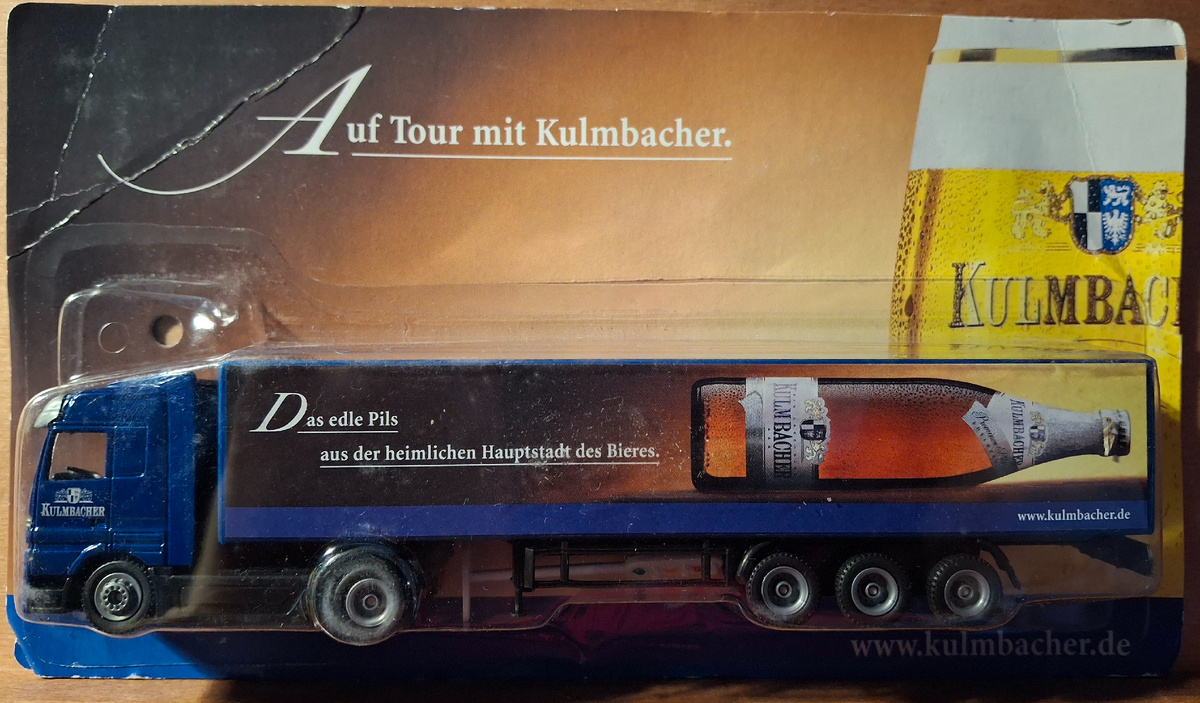 Auf Tour mit Kulmbacher.
KULMBAC
Das edle Pils
aus der heimlichen Hauptstadt des Bieres.
KULMBACHER
KULMBACHER
KULMBACHER
www.kulmbacher.de
www.kulmbacher.de